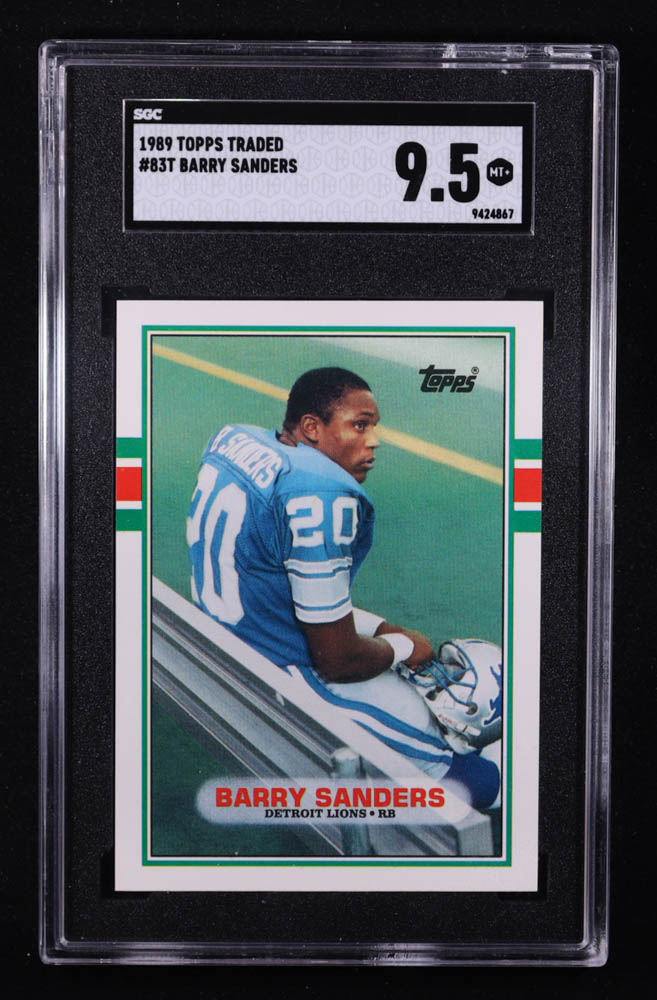 SGC
1989 TOPPS TRADED
#83T BARRY SANDERS
9.5
MT+
9424867
TOPPS®
B. SANDERS
20
20
BARRY SANDERS
DETROIT LIONS • RB